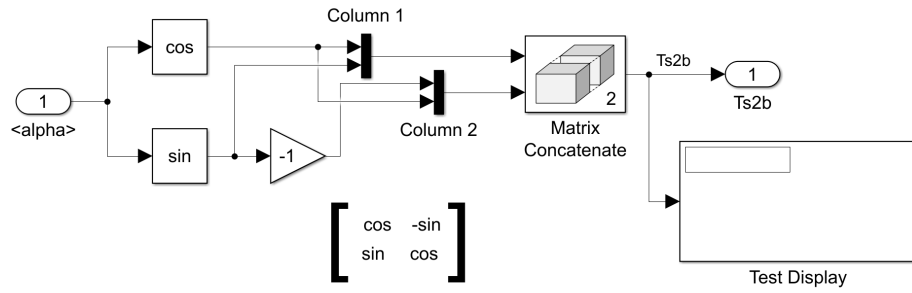 Column 1
cos
1
<alpha>
sin
-1
Column 2
2
Matrix
Concatenate
Ts2b
1
Ts2b
cos -sin
sin cos
Test Display